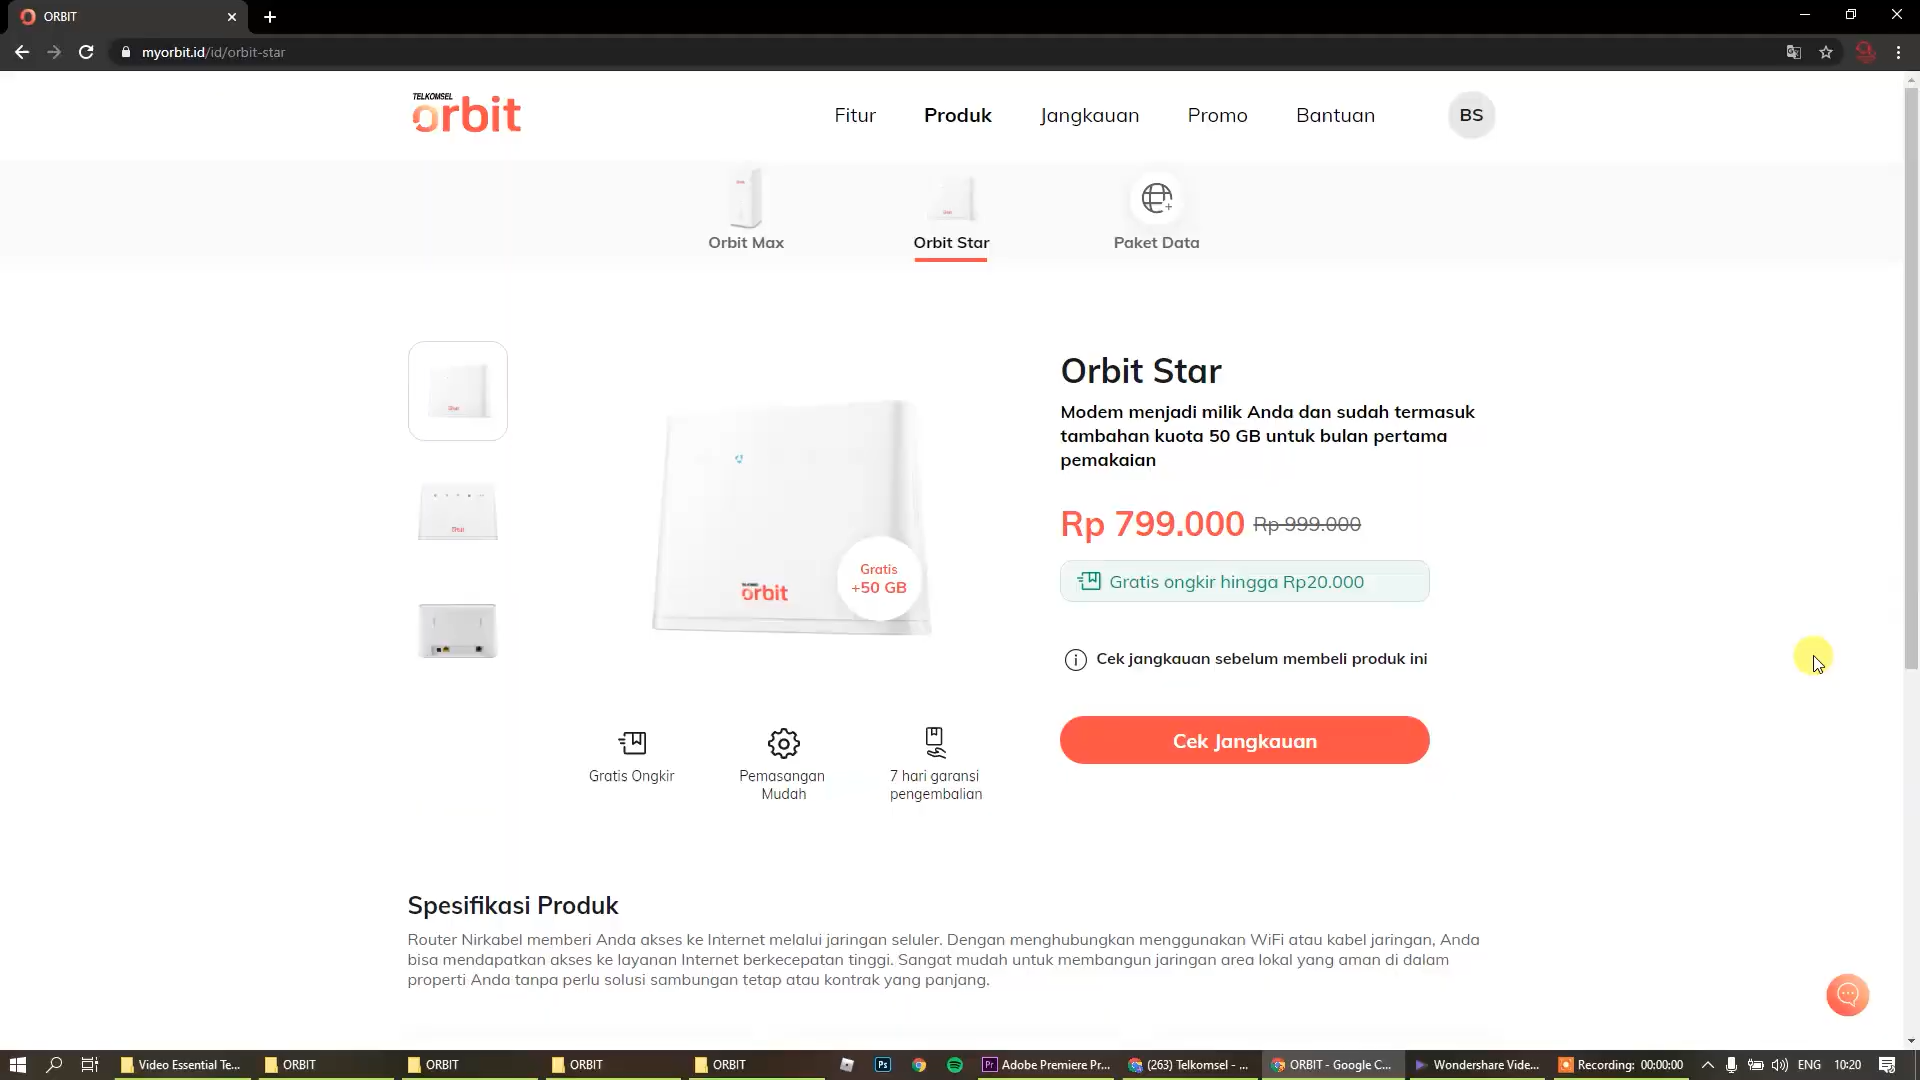 ORBIT
myorbit.id/id/orbit-star
TELKOMSEL
orbit
Fitur
Produk
Jangkauan
Promo
Bantuan
BS
Orbit Max
Orbit Star
Paket Data
Orbit Star
Modem menjadi milik Anda dan sudah termasuk
tambahan kuota 50 GB untuk bulan pertama
pemakaian
Rp 799.000 Rp 999.000
Gratis ongkir hingga Rp20.000
Cek jangkauan sebelum membeli produk ini
Cek Jangkauan
Gratis
+50 GB
orbit
Gratis Ongkir
Pemasangan
Mudah
7 hari garansi
pengembalian
Spesifikasi Produk
Router Nirkabel memberi Anda akses ke Internet melalui jaringan seluler. Dengan menghubungkan menggunakan WiFi atau kabel jaringan, Anda
bisa mendapatkan akses ke layanan Internet berkecepatan tinggi. Sangat mudah untuk membangun jaringan area lokal yang aman di dalam
properti Anda tanpa perlu solusi sambungan tetap atau kontrak yang panjang.
Video Essential Te...
ORBIT
ORBIT
ORBIT
ORBIT
Ps
Pr
Adobe Premiere Pr...
(263) Telkomsel - ...
ORBIT - Google C...
Wondershare Vide...
Recording: 00:00:00
ENG
10:20